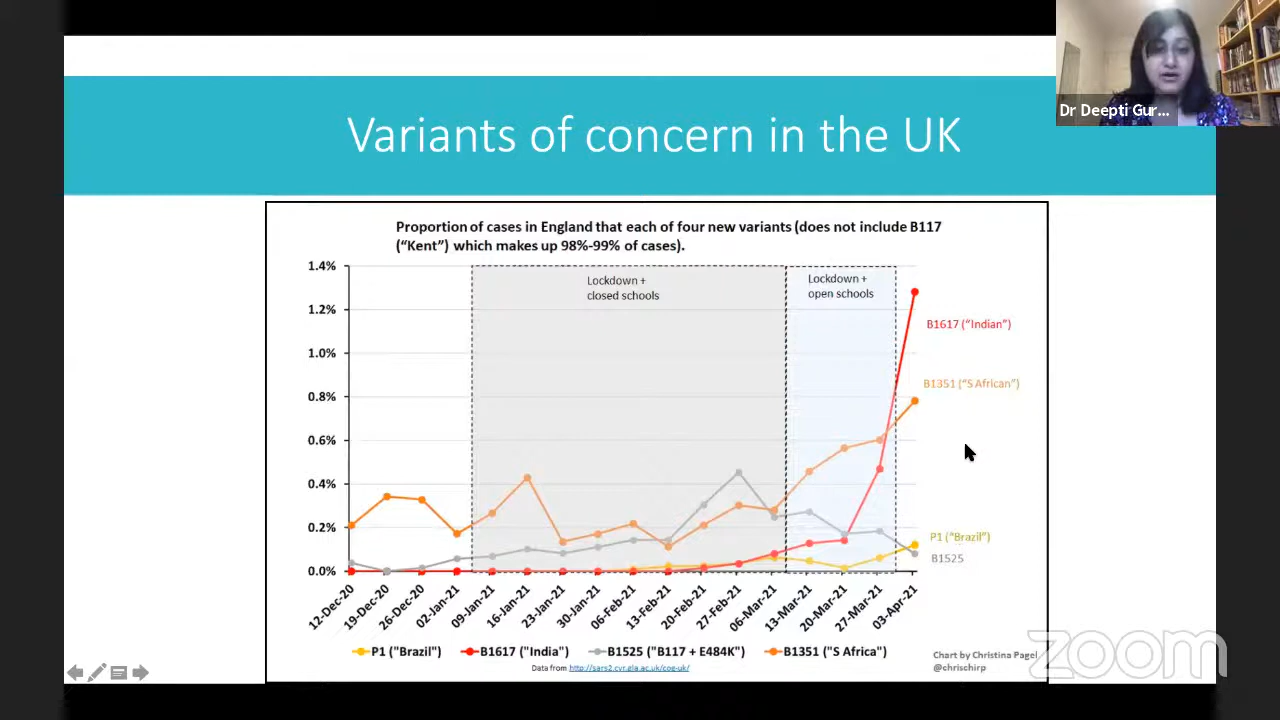 Dr Deepti Gur...
Variants of concern in the UK
Proportion of cases in England that each of four new variants (does not include B117
("Kent") which makes up 98%-99% of cases).
1.4%
1.2%
1.0%
0.8%
0.6%
0.4%
0.2%
0.0%
Lockdown +
closed schools
Lockdown +
open schools
B1617 ("Indian")
B1351 ("S African")
P1 ("Brazil")
B1525
12-Dec-20
19-Dec-20
26-Dec-20
02-Jan-21
09-Jan-21
16-Jan-21
23-Jan-21
30-Jan-21
06-Feb-21
13-Feb-21
20-Feb-21
27-Feb-21
06-Mar-21
13-Mar-21
20-Mar-21
27-Mar-21
03-Apr-21
P1 ("Brazil") B1617 ("India") B1525 ("B117 + E484K") B1351 ("S Africa")
Data from http://sars2.cvr.gla.ac.uk/cog-uk/
Chart by Christina Pagel
@chrischirp
zoom